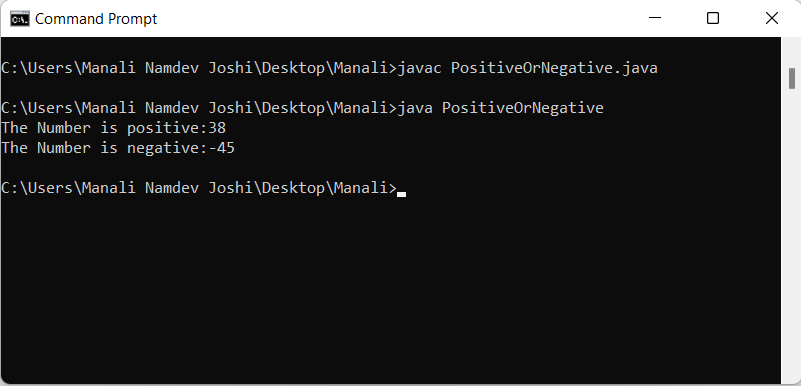 Command Prompt
C:\Users\Manali Namdev Joshi\Desktop\Manali>javac PositiveOrNegative.java
C:\Users\Manali Namdev Joshi\Desktop\Manali>java PositiveOrNegative
The Number is positive:38
The Number is negative:-45
C:\Users\Manali Namdev Joshi\Desktop\Manali>